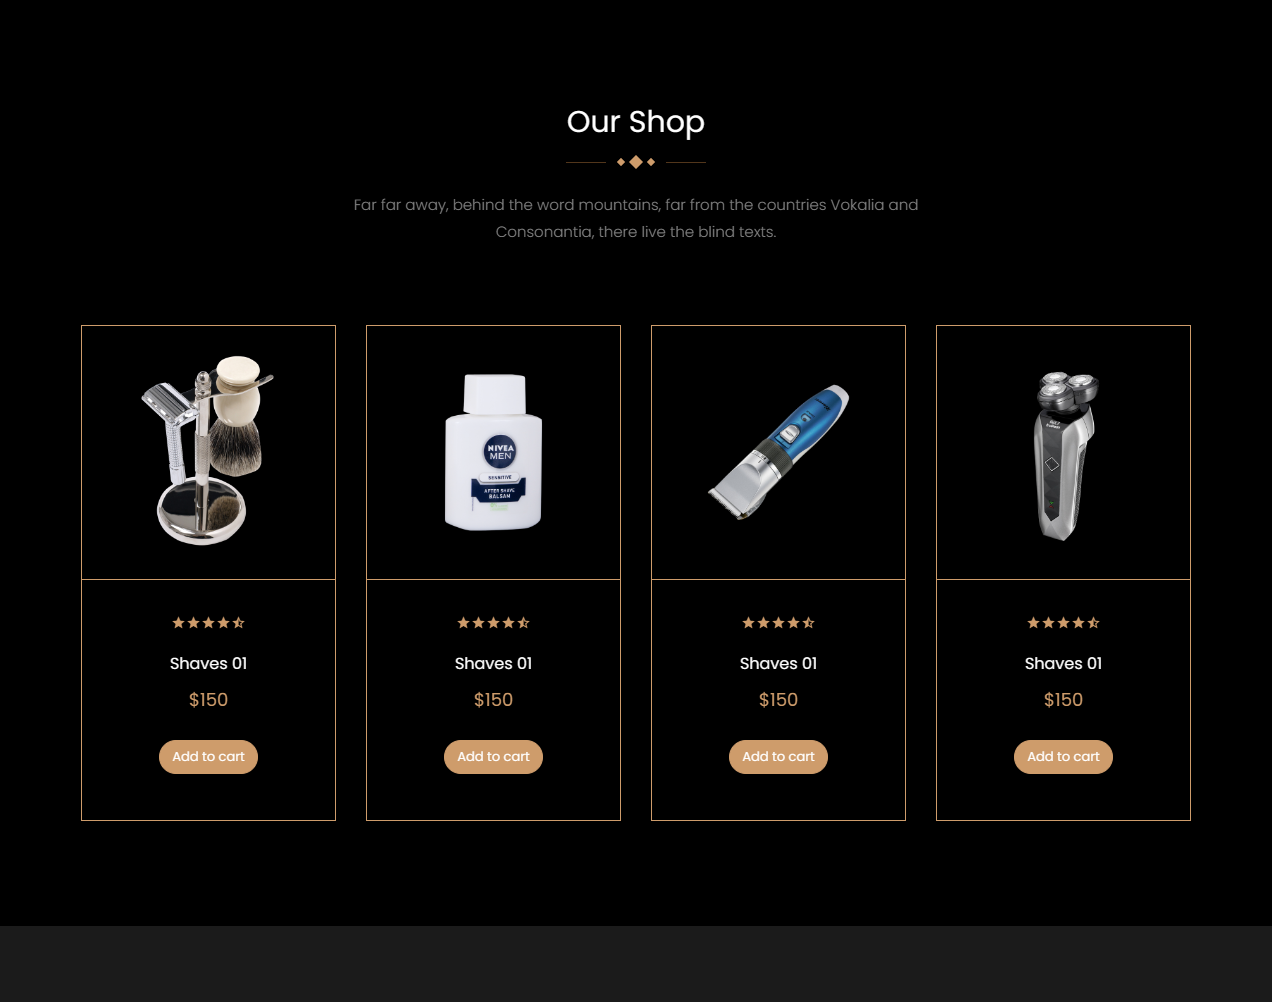 Our Shop
Far far away, behind the word mountains, far from the countries Vokalia and
Consonantia, there live the blind texts.
NIVEA
MEN
SENSITIVE
AFTER SHAVE
BALSAM
Shaves 01
$150
Add to cart
Shaves 01
$150
Add to cart
Shaves 01
$150
Add to cart
Shaves 01
$150
Add to cart